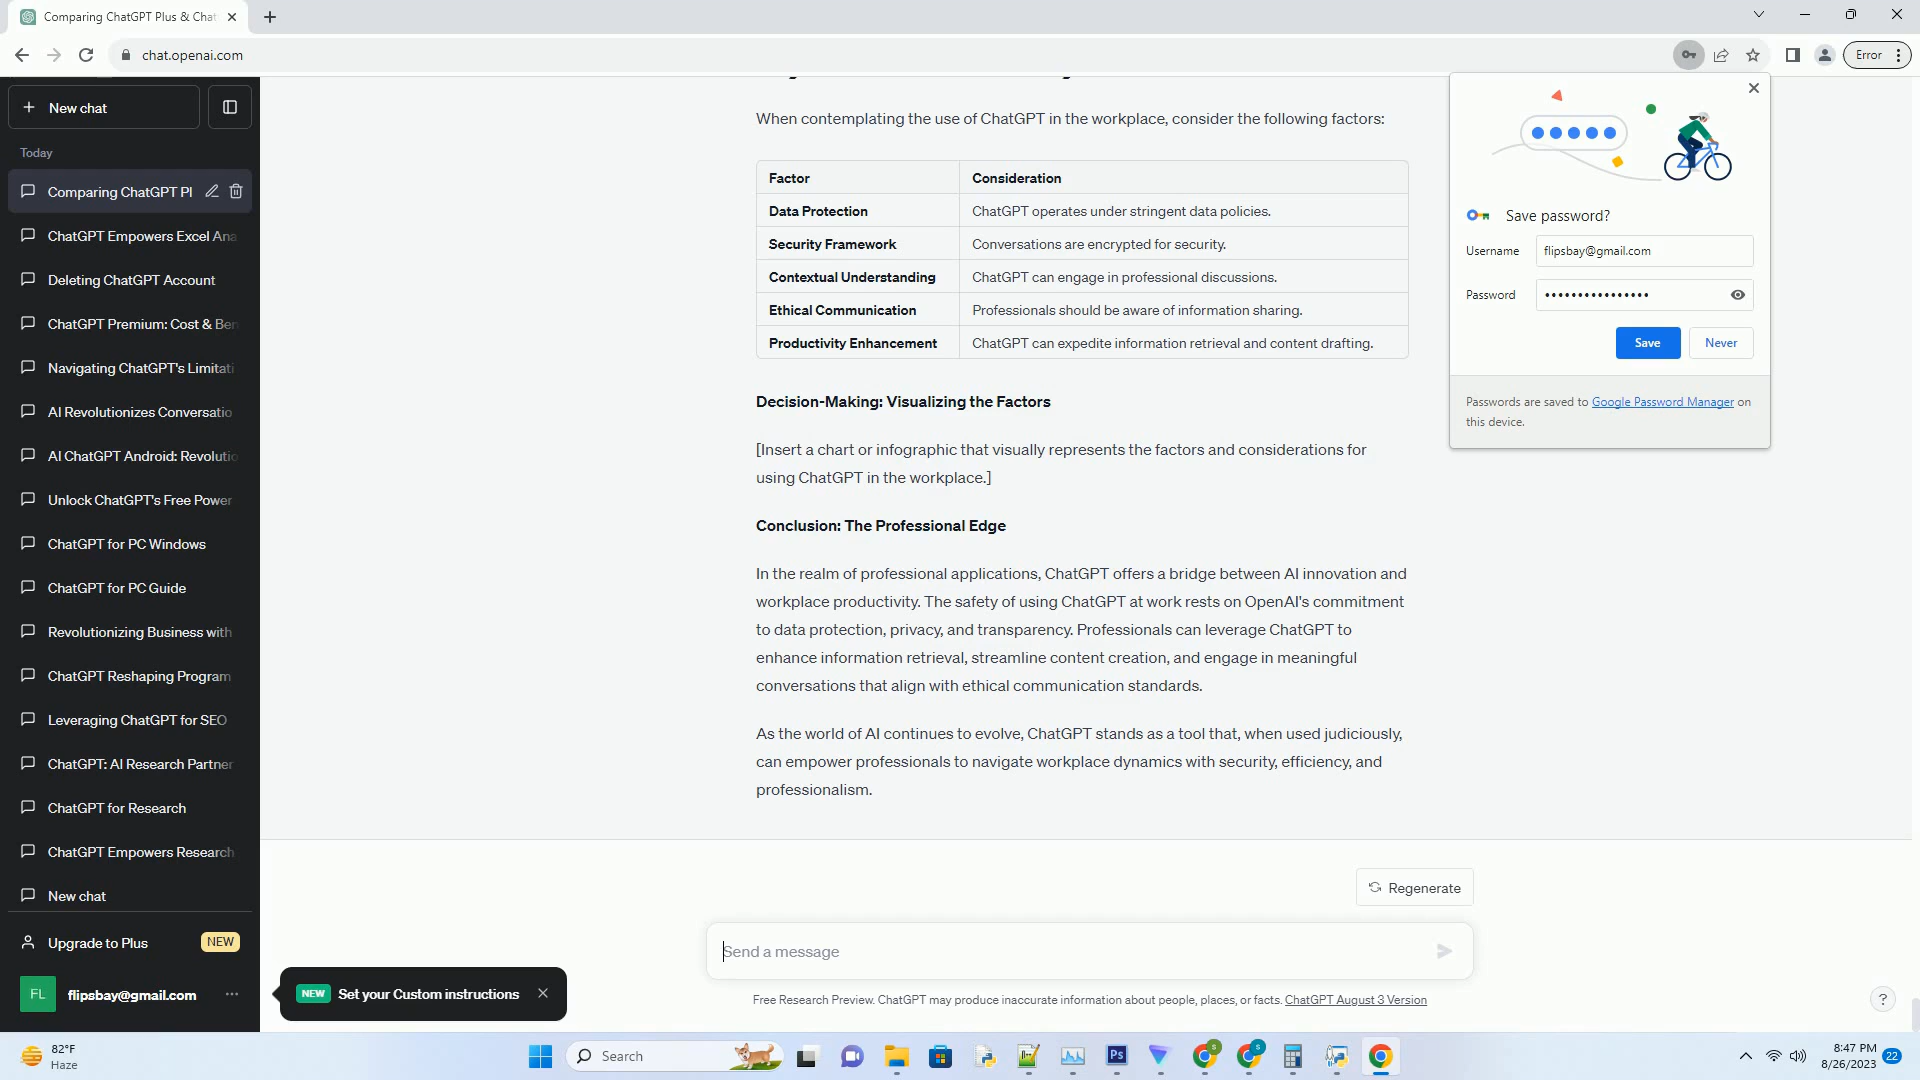 Comparing ChatGPT Plus & Chat
chat.openai.com
Error
New chat
Today
Comparing ChatGPT Pl
ChatGPT Empowers Excel Ana
Deleting ChatGPT Account
ChatGPT Premium: Cost & Ben
Navigating ChatGPT's Limitati
AI Revolutionizes Conversatio
AI ChatGPT Android: Revolutio
Unlock ChatGPT's Free Power
ChatGPT for PC Windows
ChatGPT for PC Guide
Revolutionizing Business with
ChatGPT Reshaping Program
Leveraging ChatGPT for SEO
ChatGPT: AI Research Partner
ChatGPT for Research
ChatGPT Empowers Research
New chat
Upgrade to Plus NEW
FL flipsbay@gmail.com
When contemplating the use of ChatGPT in the workplace, consider the following factors:
Factor Consideration
Data Protection ChatGPT operates under stringent data policies.
Security Framework Conversations are encrypted for security.
Contextual Understanding ChatGPT can engage in professional discussions.
Ethical Communication Professionals should be aware of information sharing.
Productivity Enhancement ChatGPT can expedite information retrieval and content drafting.
Decision-Making: Visualizing the Factors
[Insert a chart or infographic that visually represents the factors and considerations for
using ChatGPT in the workplace.]
Conclusion: The Professional Edge
In the realm of professional applications, ChatGPT offers a bridge between AI innovation and
workplace productivity. The safety of using ChatGPT at work rests on OpenAI's commitment
to data protection, privacy, and transparency. Professionals can leverage ChatGPT to
enhance information retrieval, streamline content creation, and engage in meaningful
conversations that align with ethical communication standards.
As the world of AI continues to evolve, ChatGPT stands as a tool that, when used judiciously,
can empower professionals to navigate workplace dynamics with security, efficiency, and
professionalism.
Regenerate
Send a message
NEW Set your Custom instructions
Free Research Preview. ChatGPT may produce inaccurate information about people, places, or facts. ChatGPT August 3 Version
?
Save password?
Username flipsbay@gmail.com
Password ••••••••••••••••
Save Never
Passwords are saved to Google Password Manager on
this device.
82°F
Haze
Search
Ps
S
S
8:47 PM
8/26/2023
22